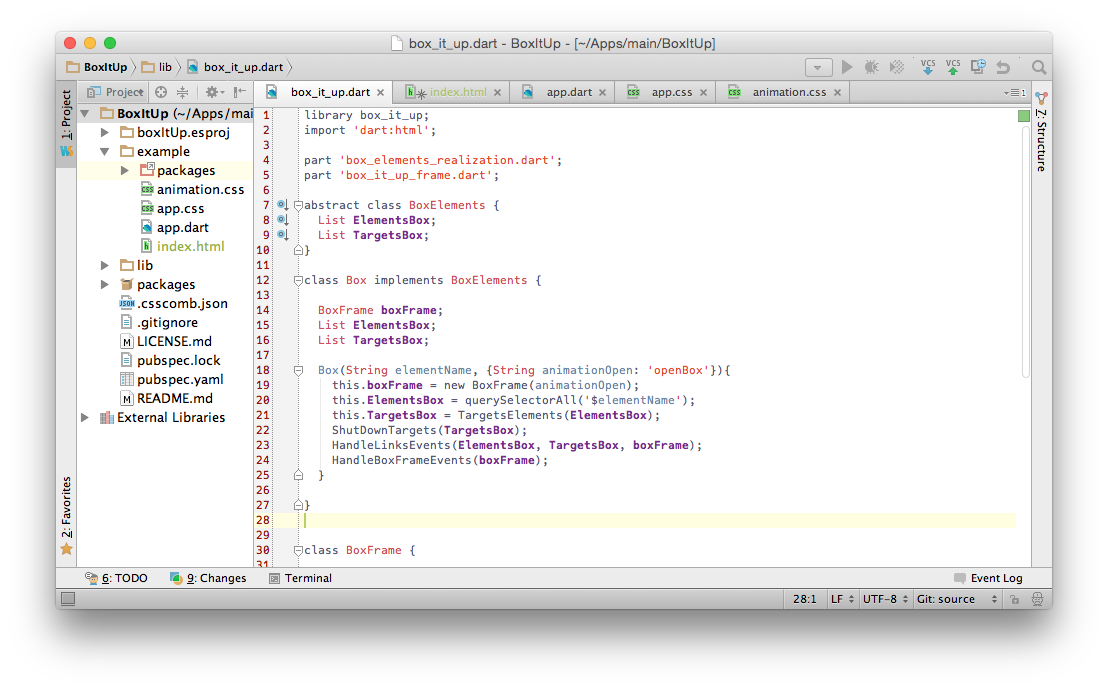 box_it_up.dart - BoxItUp - [~/Apps/main/BoxItUp]
BoxItUp lib box_it_up.dart
VCS VCS
1: Project
Project
box_it_up.dart index.html app.dart app.css animation.css
1
BoxItUp (~/Apps/mai
boxItUp.esproj
example
packages
animation.css
app.css
app.dart
index.html
lib
packages
.csscomb.json
.gitignore
LICENSE.md
pubspec.lock
pubspec.yaml
README.md
External Libraries
2: Favorites
1 library box_it_up;
2 import 'dart:html';
3
4 part 'box_elements_realization.dart';
5 part 'box_it_up_frame.dart';
6
7 abstract class BoxElements {
8 List ElementsBox;
9 List TargetsBox;
10 }
11
12 class Box implements BoxElements {
13
14 BoxFrame boxFrame;
15 List ElementsBox;
16 List TargetsBox;
17
18 Box(String elementName, {String animationOpen: 'openBox'}){
19 this.boxFrame = new BoxFrame(animationOpen);
20 this.ElementsBox = querySelectorAll('$elementName');
21 this.TargetsBox = TargetsElements(ElementsBox);
22 ShutDownTargets(TargetsBox);
23 HandleLinksEvents(ElementsBox, TargetsBox, boxFrame);
24 HandleBoxFrameEvents(boxFrame);
25 }
26
27 }
28
29
30 class BoxFrame {
31
7: Structure
6: TODO 9: Changes Terminal Event Log
28:1 LF UTF-8 Git: source